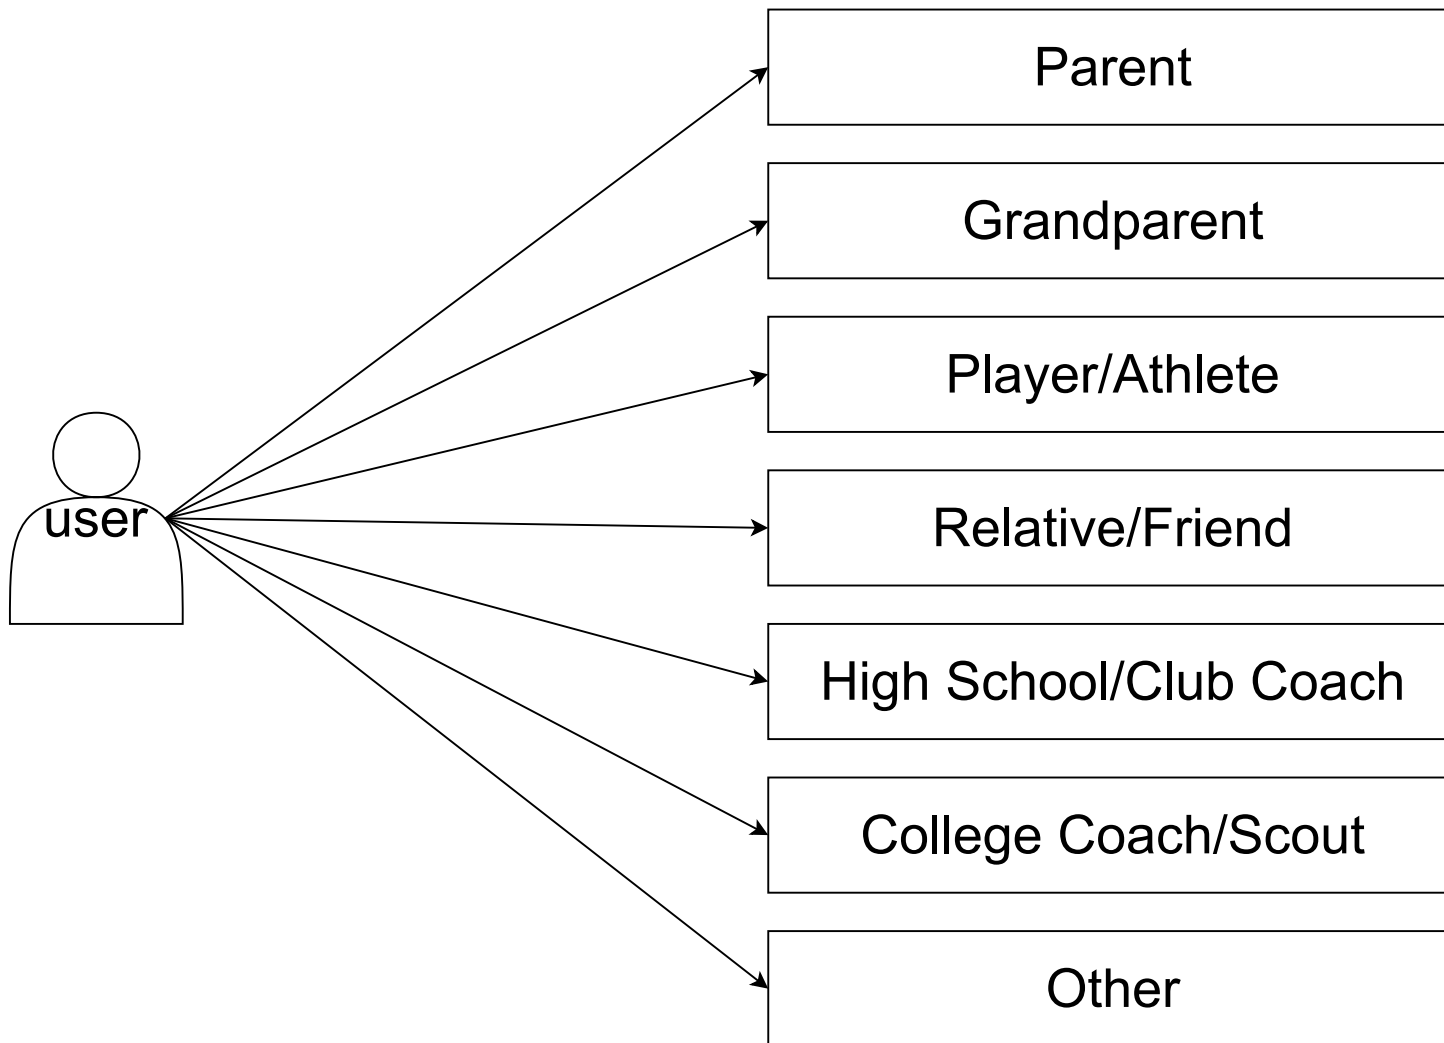 Parent
Grandparent
Player/Athlete
user
Relative/Friend
High School/Club Coach
College Coach/Scout
Other